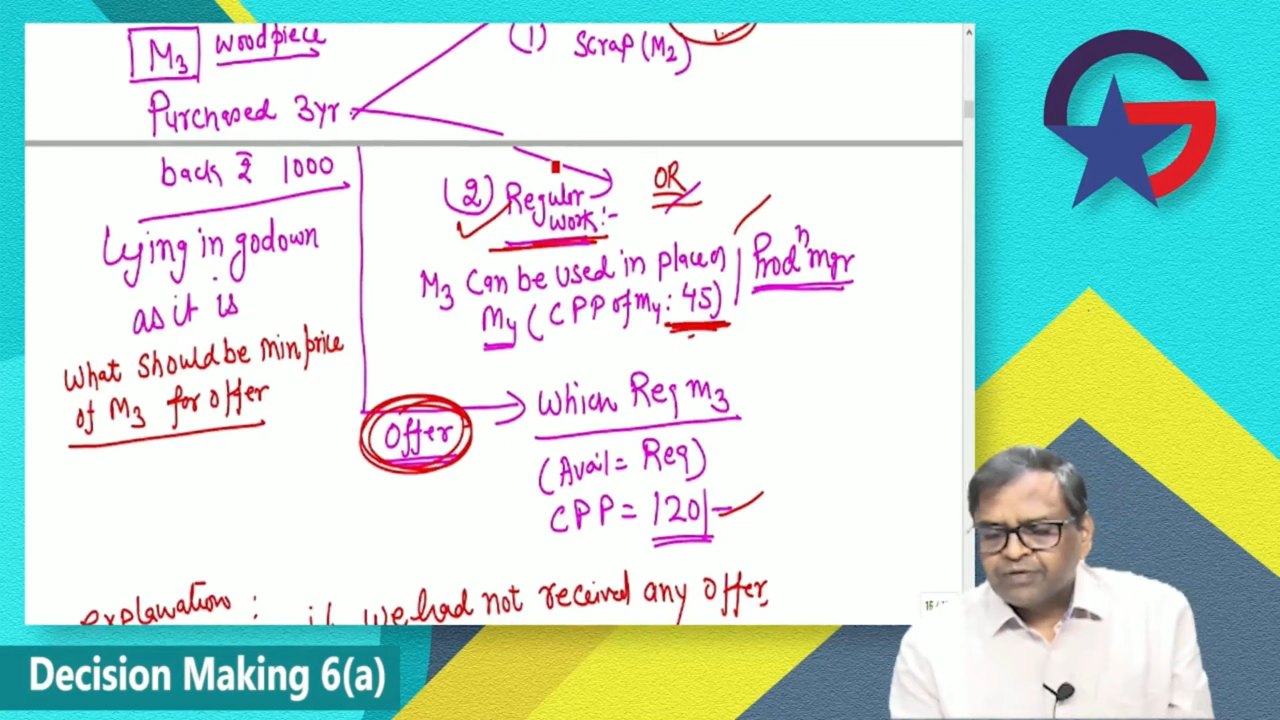 (1) Scrap (M₂)
M₃ woodpiece
Purchased 3yr
back ₹ 1000
Lying in godown
as it is
What should be min price
of M₃ for offer
OR
(2) Regular
work:-
M₃ Can be used in place of
My (CPP of my: 45)
Prodⁿ mgr
Offer
Which Req m₃
(Avail = Req)
CPP = 120
explanation: if we had not received any offer,
Decision Making 6(a)
G